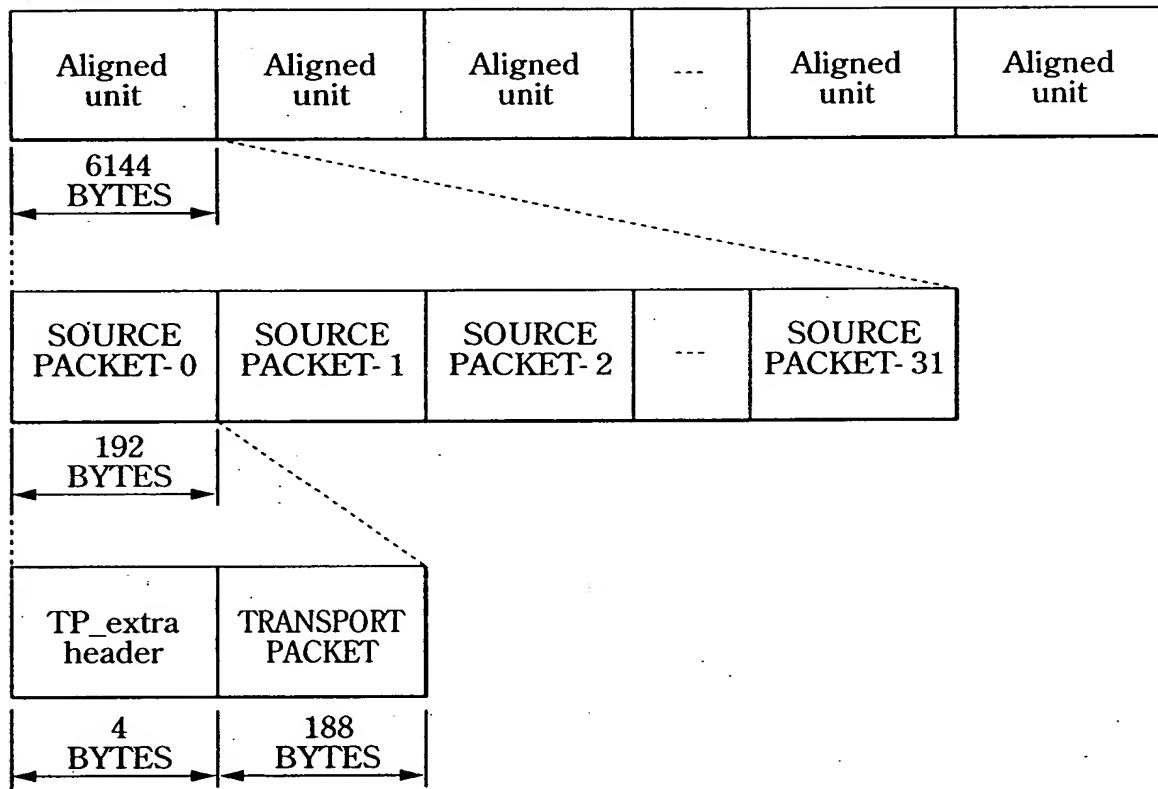 Aligned unit
Aligned unit
Aligned unit
---
Aligned unit
Aligned unit
6144 BYTES
SOURCE PACKET-0
SOURCE PACKET-1
SOURCE PACKET-2
---
SOURCE PACKET-31
192 BYTES
TP_extra header
TRANSPORT PACKET
4 BYTES
188 BYTES